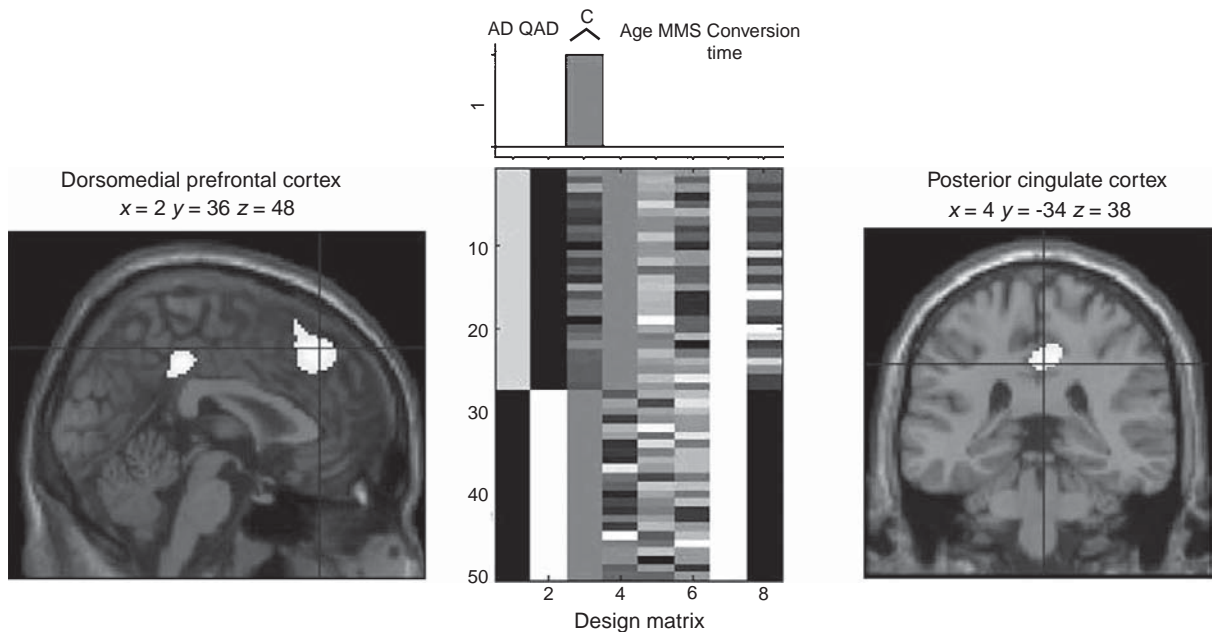 C
AD QAD
Age MMS Conversion
time
1
Dorsomedial prefrontal cortex
x = 2 y = 36 z = 48
Posterior cingulate cortex
x = 4 y = -34 z = 38
10
20
30
40
50
2 4 6 8
Design matrix